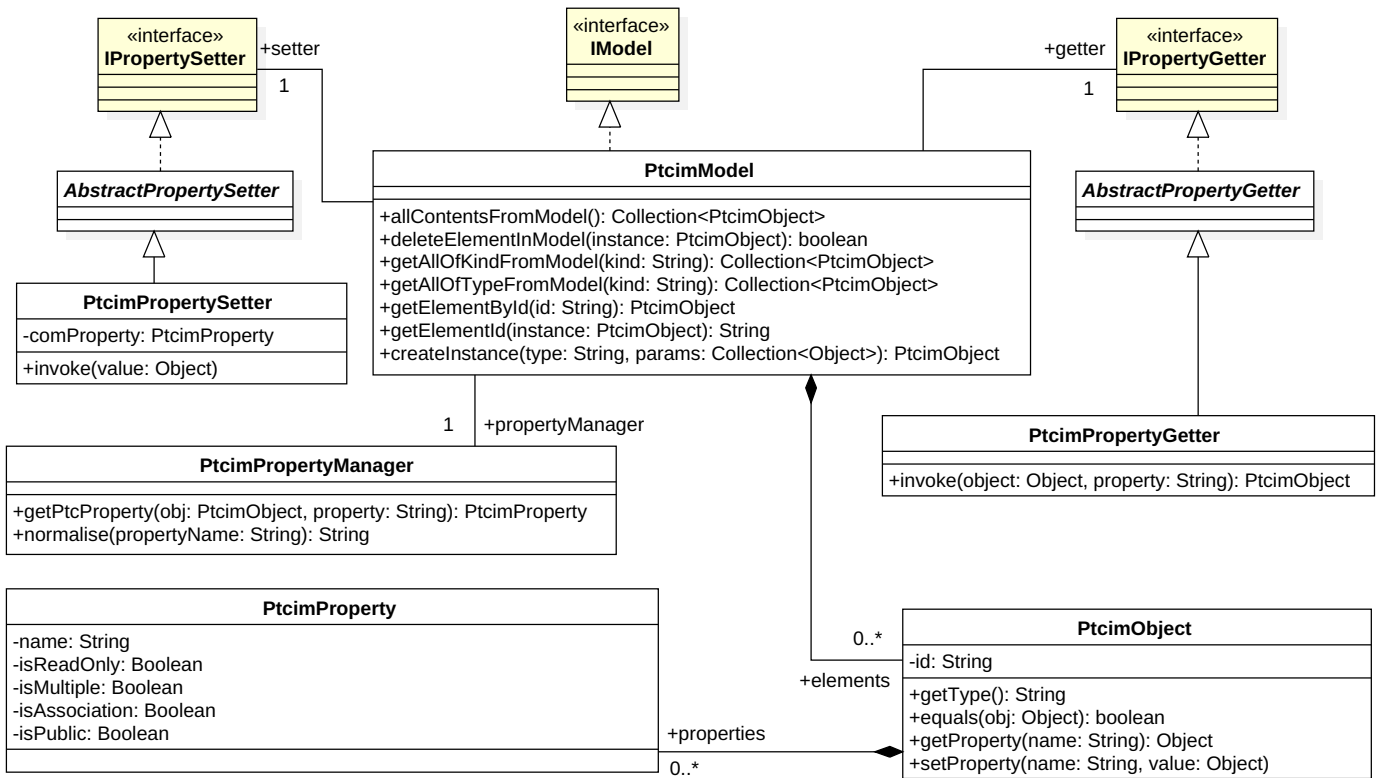 «interface»
IPropertySetter
+setter
1
«interface»
IModel
+getter
1
«interface»
IPropertyGetter
AbstractPropertySetter
PtcimPropertySetter
-comProperty: PtcimProperty
+invoke(value: Object)
PtcimModel
+allContentsFromModel(): Collection<PtcimObject>
+deleteElementInModel(instance: PtcimObject): boolean
+getAllOfKindFromModel(kind: String): Collection<PtcimObject>
+getAllOfTypeFromModel(kind: String): Collection<PtcimObject>
+getElementById(id: String): PtcimObject
+getElementId(instance: PtcimObject): String
+createInstance(type: String, params: Collection<Object>): PtcimObject
AbstractPropertyGetter
1
+propertyManager
PtcimPropertyManager
+getPtcProperty(obj: PtcimObject, property: String): PtcimProperty
+normalise(propertyName: String): String
PtcimPropertyGetter
+invoke(object: Object, property: String): PtcimObject
PtcimProperty
-name: String
-isReadOnly: Boolean
-isMultiple: Boolean
-isAssociation: Boolean
-isPublic: Boolean
+properties
0..*
0..*
+elements
PtcimObject
-id: String
+getType(): String
+equals(obj: Object): boolean
+getProperty(name: String): Object
+setProperty(name: String, value: Object)